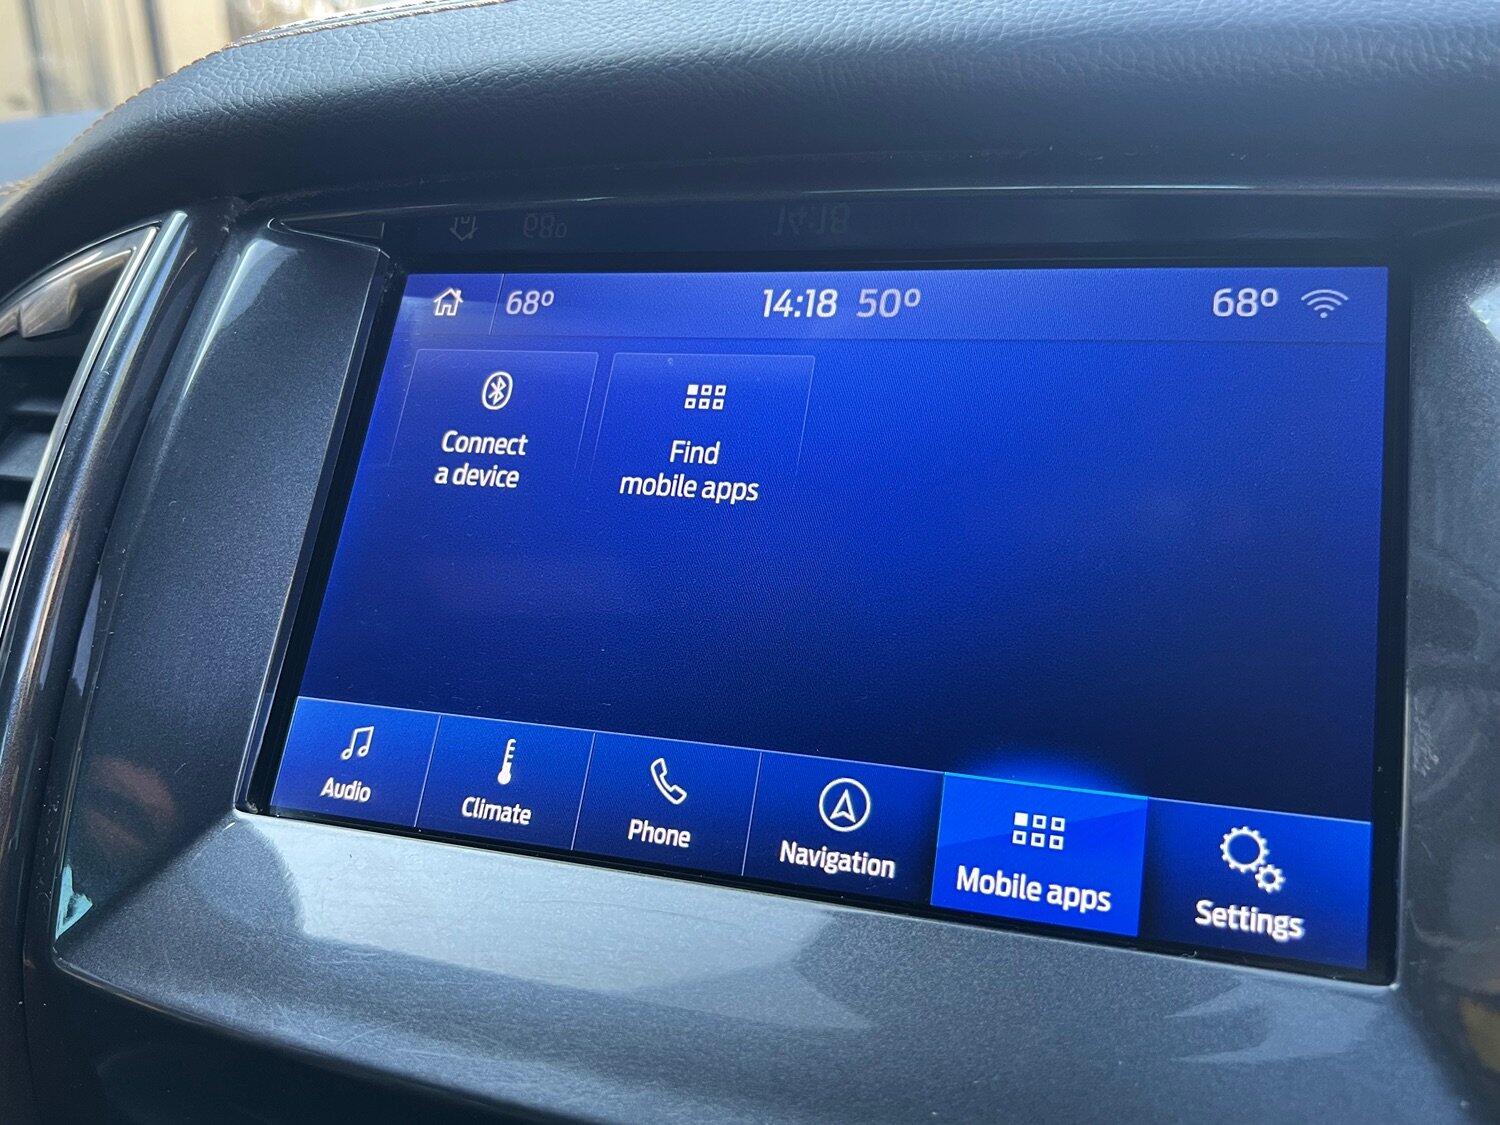 68° 14:18 50° 68°
Connect
a device
Find
mobile apps
Audio Climate Phone Navigation Mobile apps Settings